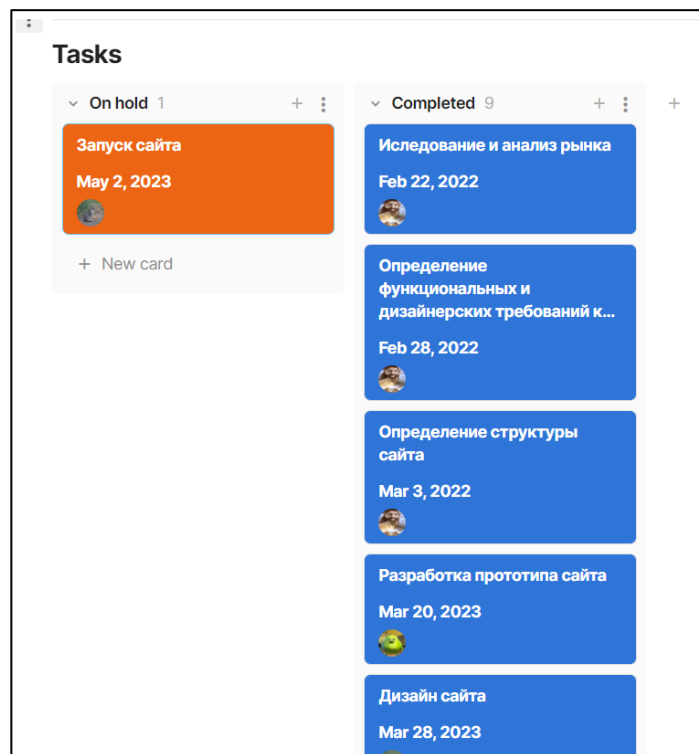 Tasks
On hold 1
Запуск сайта
May 2, 2023
+ New card
Completed 9
Иследование и анализ рынка
Feb 22, 2022
Определение
функциональных и
дизайнерских требований к...
Feb 28, 2022
Определение структуры
сайта
Mar 3, 2022
Разработка прототипа сайта
Mar 20, 2023
Дизайн сайта
Mar 28, 2023